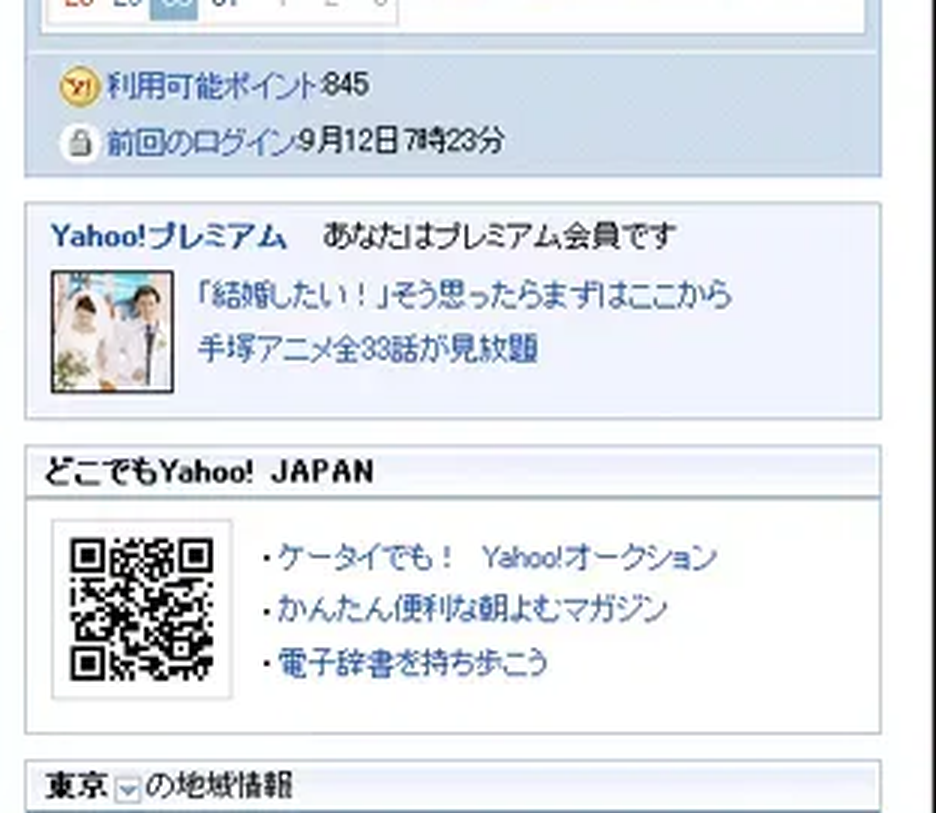 利用可能ポイント:845
前回のログイン:9月12日7時23分
Yahoo!プレミアム あなたはプレミアム会員です
「結婚したい!」そう思ったらまずはここから
手塚アニメ全33話が見放題
どこでもYahoo! JAPAN
・ケータイでも! Yahoo!オークション
・かんたん便利な朝よむマガジン
・電子辞書を持ち歩こう
東京 の地域情報